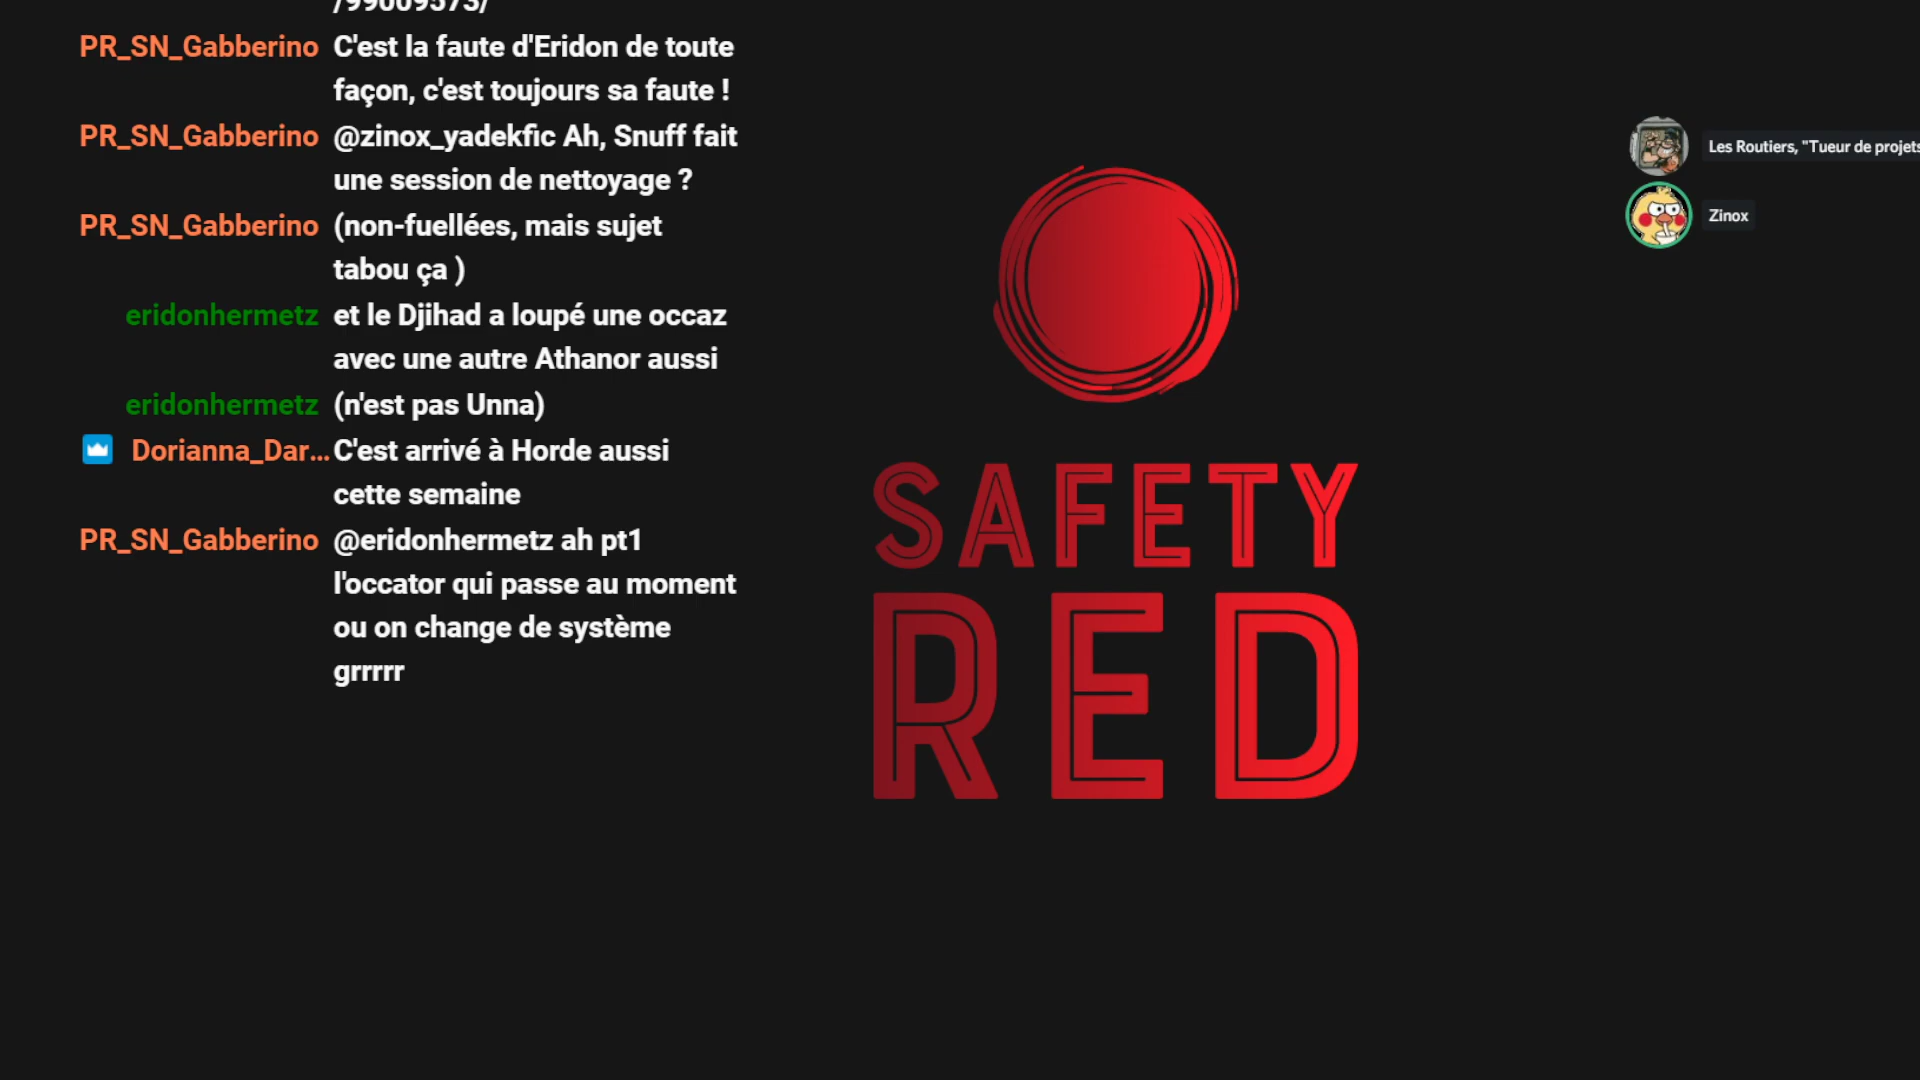 /99009573/
PR_SN_Gabberino C'est la faute d'Eridon de toute
façon, c'est toujours sa faute !
PR_SN_Gabberino @zinox_yadekfic Ah, Snuff fait
une session de nettoyage ?
PR_SN_Gabberino (non-fuellées, mais sujet
tabou ça )
eridonhermetz et le Djihad a loupé une occaz
avec une autre Athanor aussi
eridonhermetz (n'est pas Unna)
Dorianna_Dar... C'est arrivé à Horde aussi
cette semaine
PR_SN_Gabberino @eridonhermetz ah pt1
l'occator qui passe au moment
ou on change de système
grrrrr
SAFETY
RED
Les Routiers, "Tueur de projets
Zinox